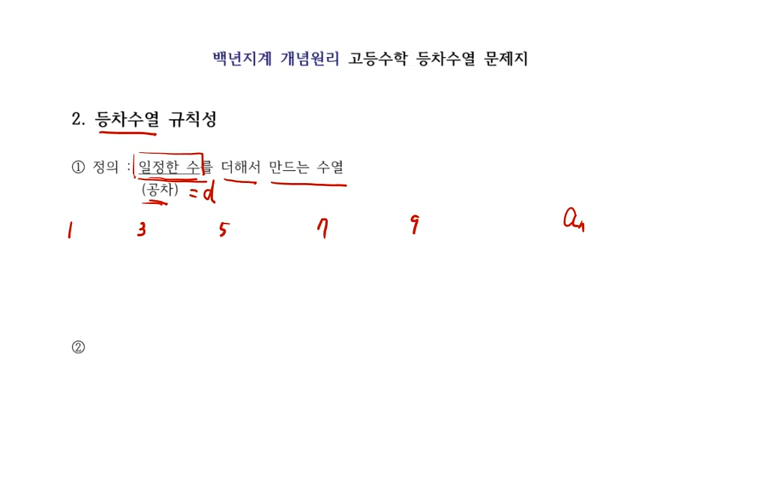 백년지계 개념원리 고등수학 등차수열 문제지
2. 등차수열 규칙성
① 정의 : 일정한 수를 더해서 만드는 수열
(공차) = d
1 3 5 7 9 aₙ
②